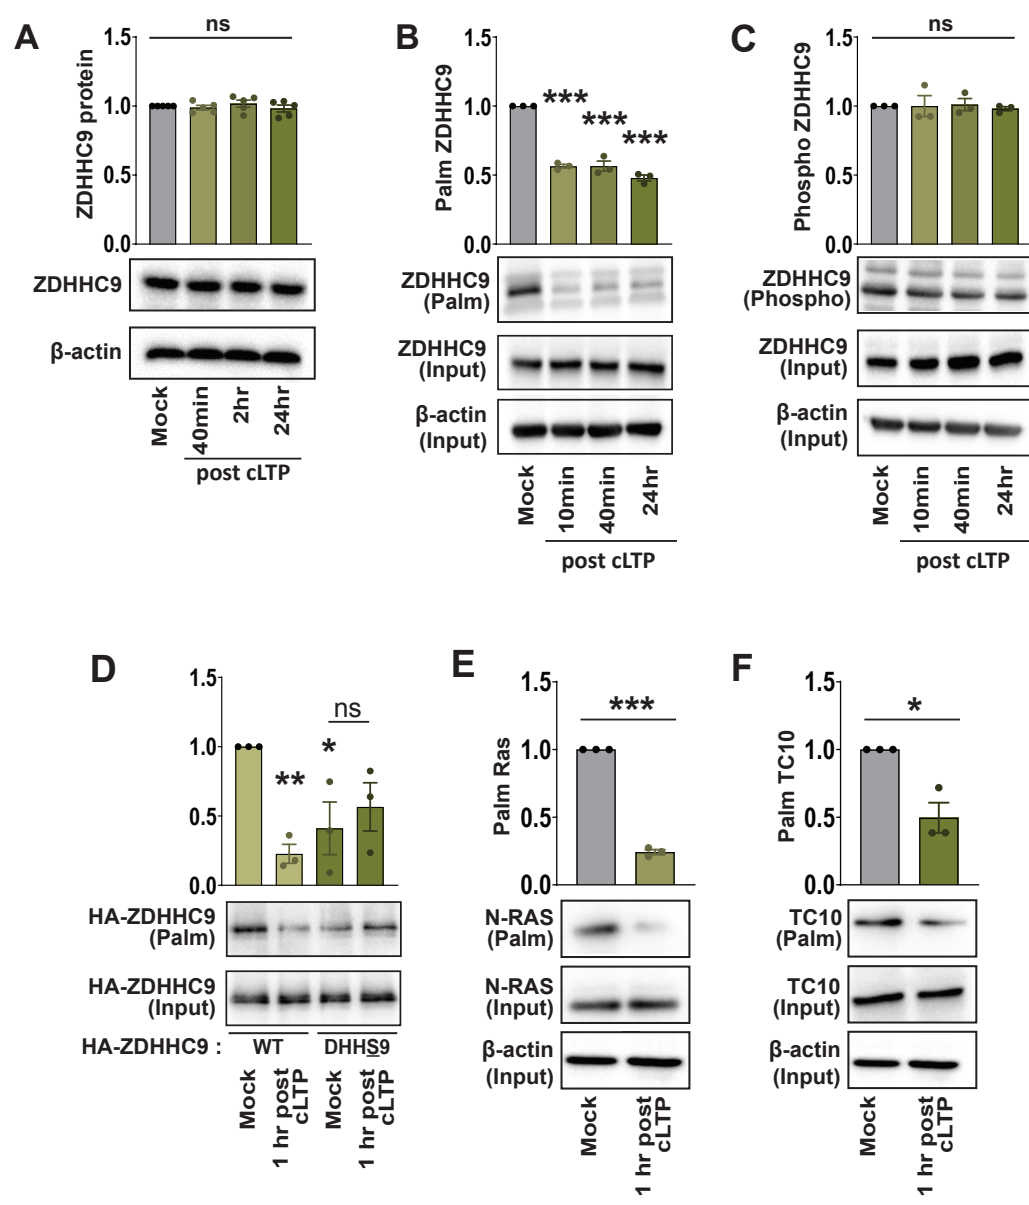 A
ns
1.5
1.0
0.5
0.0
ZDHHC9 protein
ZDHHC9
β-actin
Mock
40min
2hr
24hr
post cLTP
B
1.5
1.0
0.5
0.0
Palm ZDHHC9
***
***
***
ZDHHC9
(Palm)
ZDHHC9
(Input)
β-actin
(Input)
Mock
10min
40min
24hr
post cLTP
C
ns
1.5
1.0
0.5
0.0
Phospho ZDHHC9
ZDHHC9
(Phospho)
ZDHHC9
(Input)
β-actin
(Input)
Mock
10min
40min
24hr
post cLTP
D
1.5
1.0
0.5
0.0
**
*
ns
HA-ZDHHC9
(Palm)
HA-ZDHHC9
(Input)
HA-ZDHHC9 : WT DHHS9
Mock
1 hr post
cLTP
Mock
1 hr post
cLTP
E
1.5
1.0
0.5
0.0
Palm Ras
***
N-RAS
(Palm)
N-RAS
(Input)
β-actin
(Input)
Mock
1 hr post
cLTP
F
1.5
1.0
0.5
0.0
Palm TC10
*
TC10
(Palm)
TC10
(Input)
β-actin
(Input)
Mock
1 hr post
cLTP